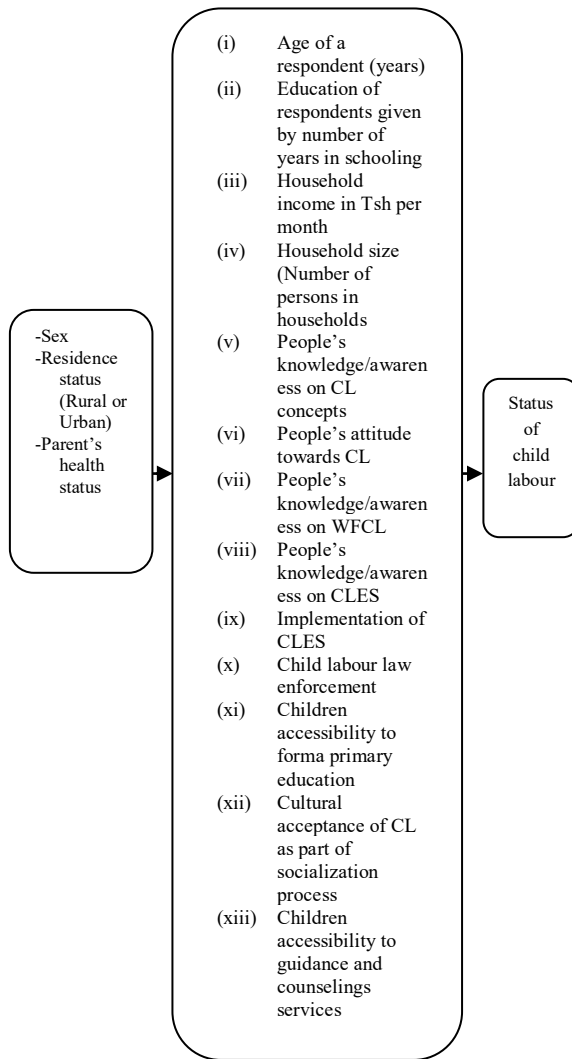 -Sex
-Residence
status
(Rural or
Urban)
-Parent’s
health
status
(i) Age of a
respondent (years)
(ii) Education of
respondents given
by number of
years in schooling
(iii) Household
income in Tsh per
month
(iv) Household size
(Number of
persons in
households
(v) People’s
knowledge/awaren
ess on CL
concepts
(vi) People’s attitude
towards CL
(vii) People’s
knowledge/awaren
ess on WFCL
(viii) People’s
knowledge/awaren
ess on CLES
(ix) Implementation of
CLES
(x) Child labour law
enforcement
(xi) Children
accessibility to
forma primary
education
(xii) Cultural
acceptance of CL
as part of
socialization
process
(xiii) Children
accessibility to
guidance and
counselings
services
Status
of
child
labour